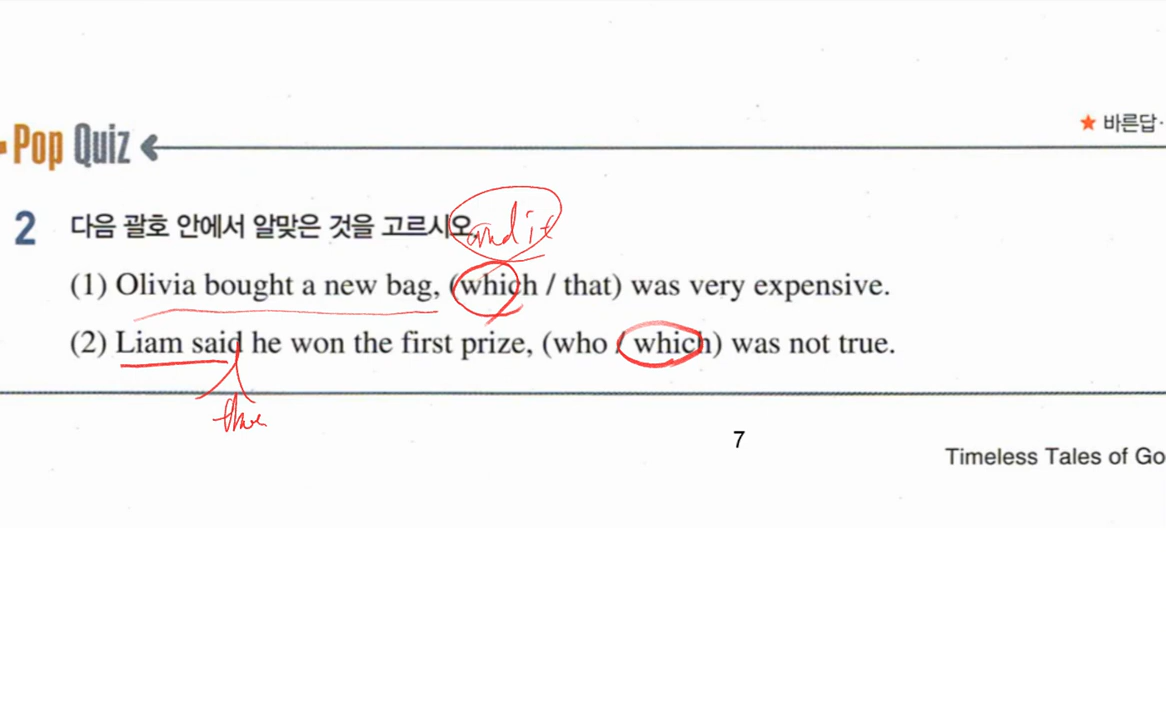 ★ 바른답·
Pop Quiz
2 다음 괄호 안에서 알맞은 것을 고르시오.
and it
(1) Olivia bought a new bag, (which / that) was very expensive.
(2) Liam said he won the first prize, (who / which) was not true.
7
Timeless Tales of Go